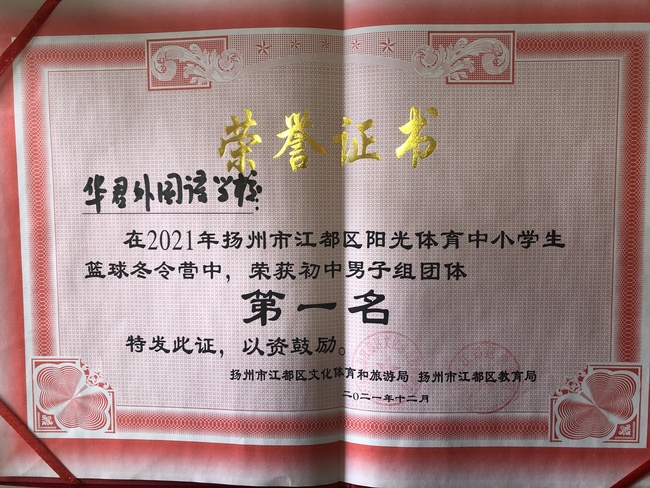 荣誉证书
华君外国语学校
在2021年扬州市江都区阳光体育中小学生
篮球冬令营中，荣获初中男子组团体
第一名
特发此证，以资鼓励。
扬州市江都区文化体育和旅游局 扬州市江都区教育局
二〇二一年十二月